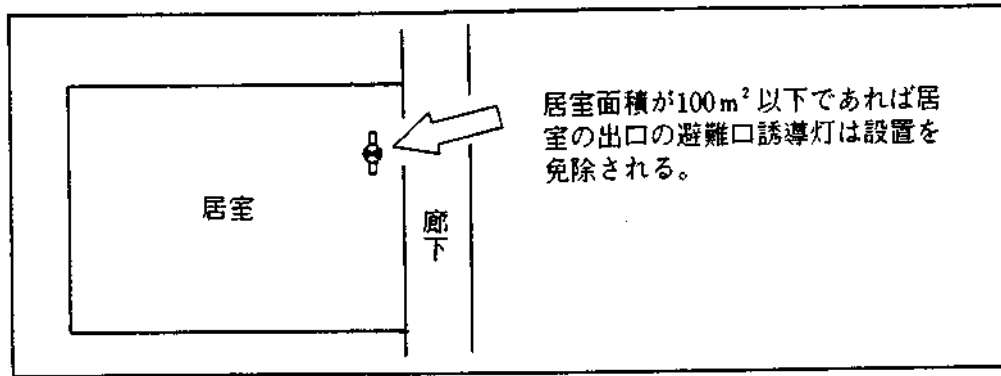 居室面積が100m²以下であれば居
室の出口の避難口誘導灯は設置を
免除される。
居室
廊
下